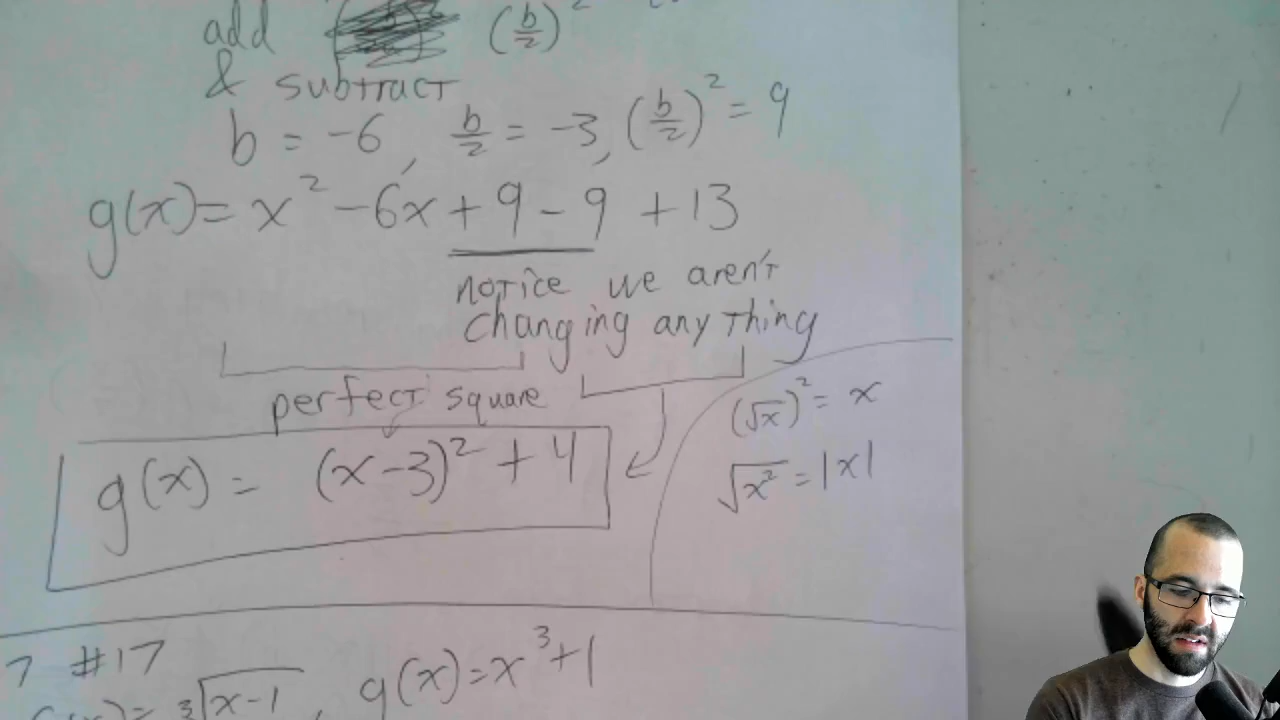 add (b/2)²
& subtract
b = -6, b/2 = -3, (b/2)² = 9
g(x) = x² - 6x + 9 - 9 + 13
notice we aren't
changing anything
perfect square
g(x) = (x-3)² + 4
(√x)² = x
√x² = |x|
7 #17
∛x-1, g(x) = x³+1